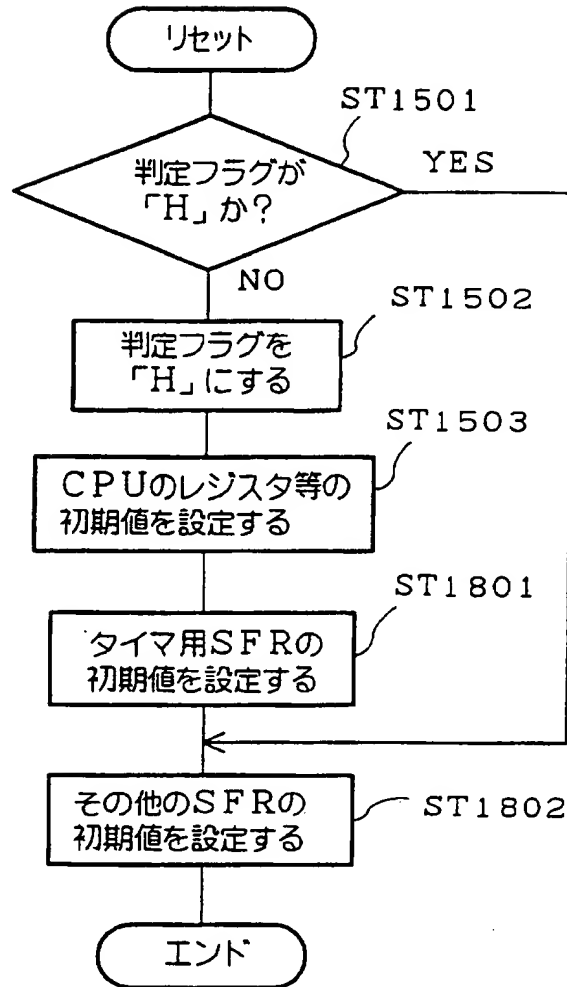 リセット
ST1501
判定フラグが
「H」か?
YES
NO
ST1502
判定フラグを
「H」にする
ST1503
CPUのレジスタ等の
初期値を設定する
ST1801
タイマ用SFRの
初期値を設定する
その他のSFRの
初期値を設定する
ST1802
エンド